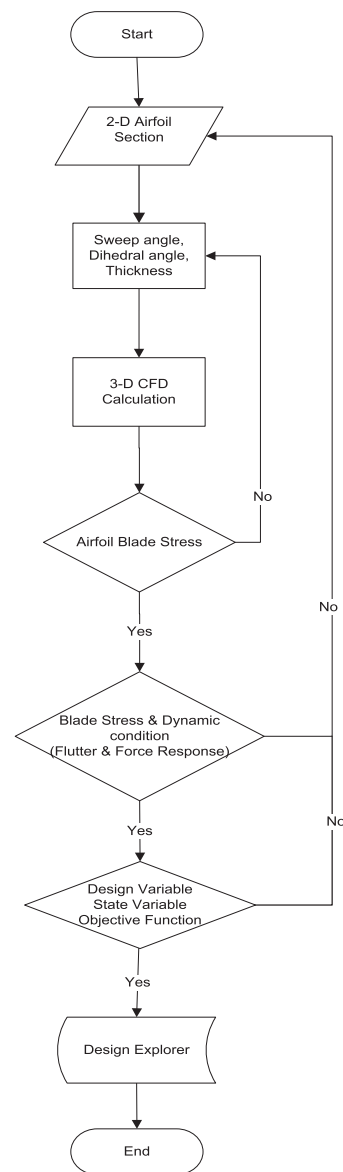 Start
2-D Airfoil
Section
Sweep angle,
Dihedral angle,
Thickness
3-D CFD
Calculation
No
Airfoil Blade Stress
No
Yes
Blade Stress & Dynamic
condition
(Flutter & Force Response)
No
Yes
Design Variable
State Variable
Objective Function
Yes
Design Explorer
End